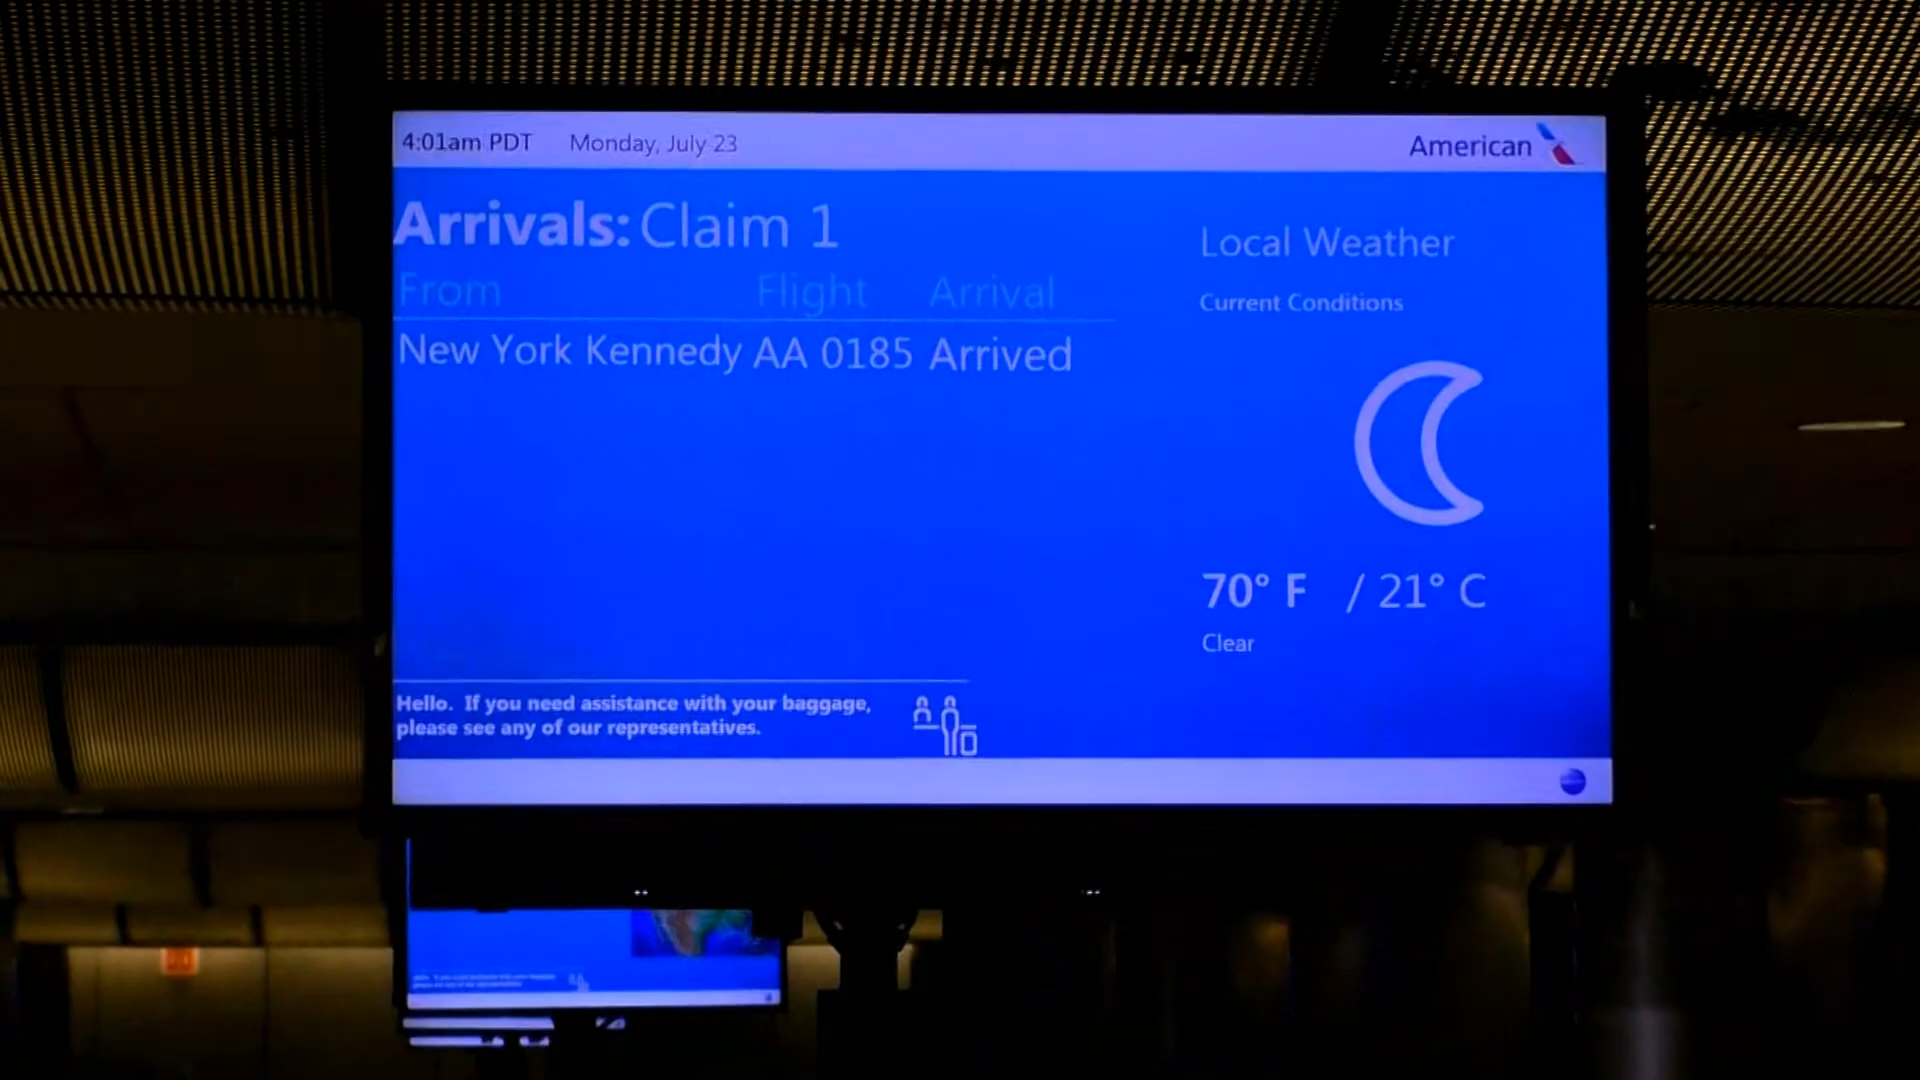 4:01am PDT Monday, July 23 American
Arrivals: Claim 1
From Flight Arrival
New York Kennedy AA 0185 Arrived
Local Weather
Current Conditions
70° F / 21° C
Clear
Hello. If you need assistance with your baggage,
please see any of our representatives.